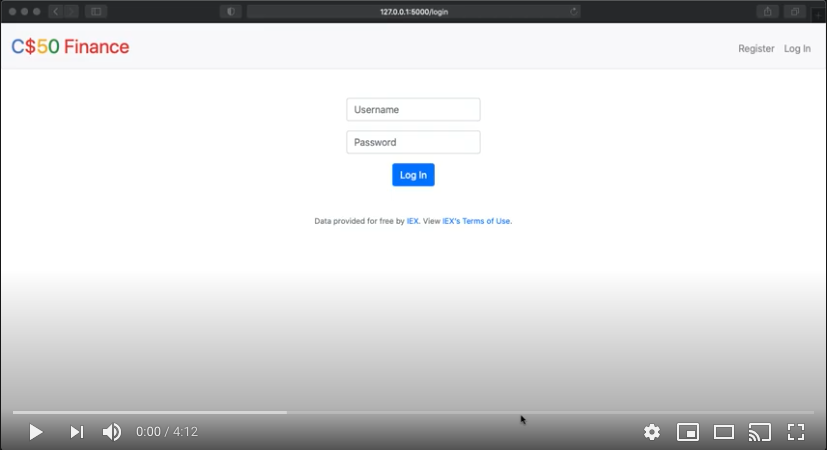 127.0.0.1:5000/login
C$50 Finance
Register Log In
Username
Password
Log In
Data provided for free by IEX. View IEX's Terms of Use.
0:00 / 4:12